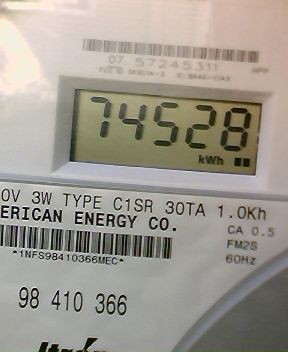 07 57245311
74528
kWh
0V 3W TYPE C1SR 30TA 1.0Kh
ERICAN ENERGY CO.
CA 0.5
FM2S
60Hz
*1NFS98410366MEC*
98 410 366
Itrón